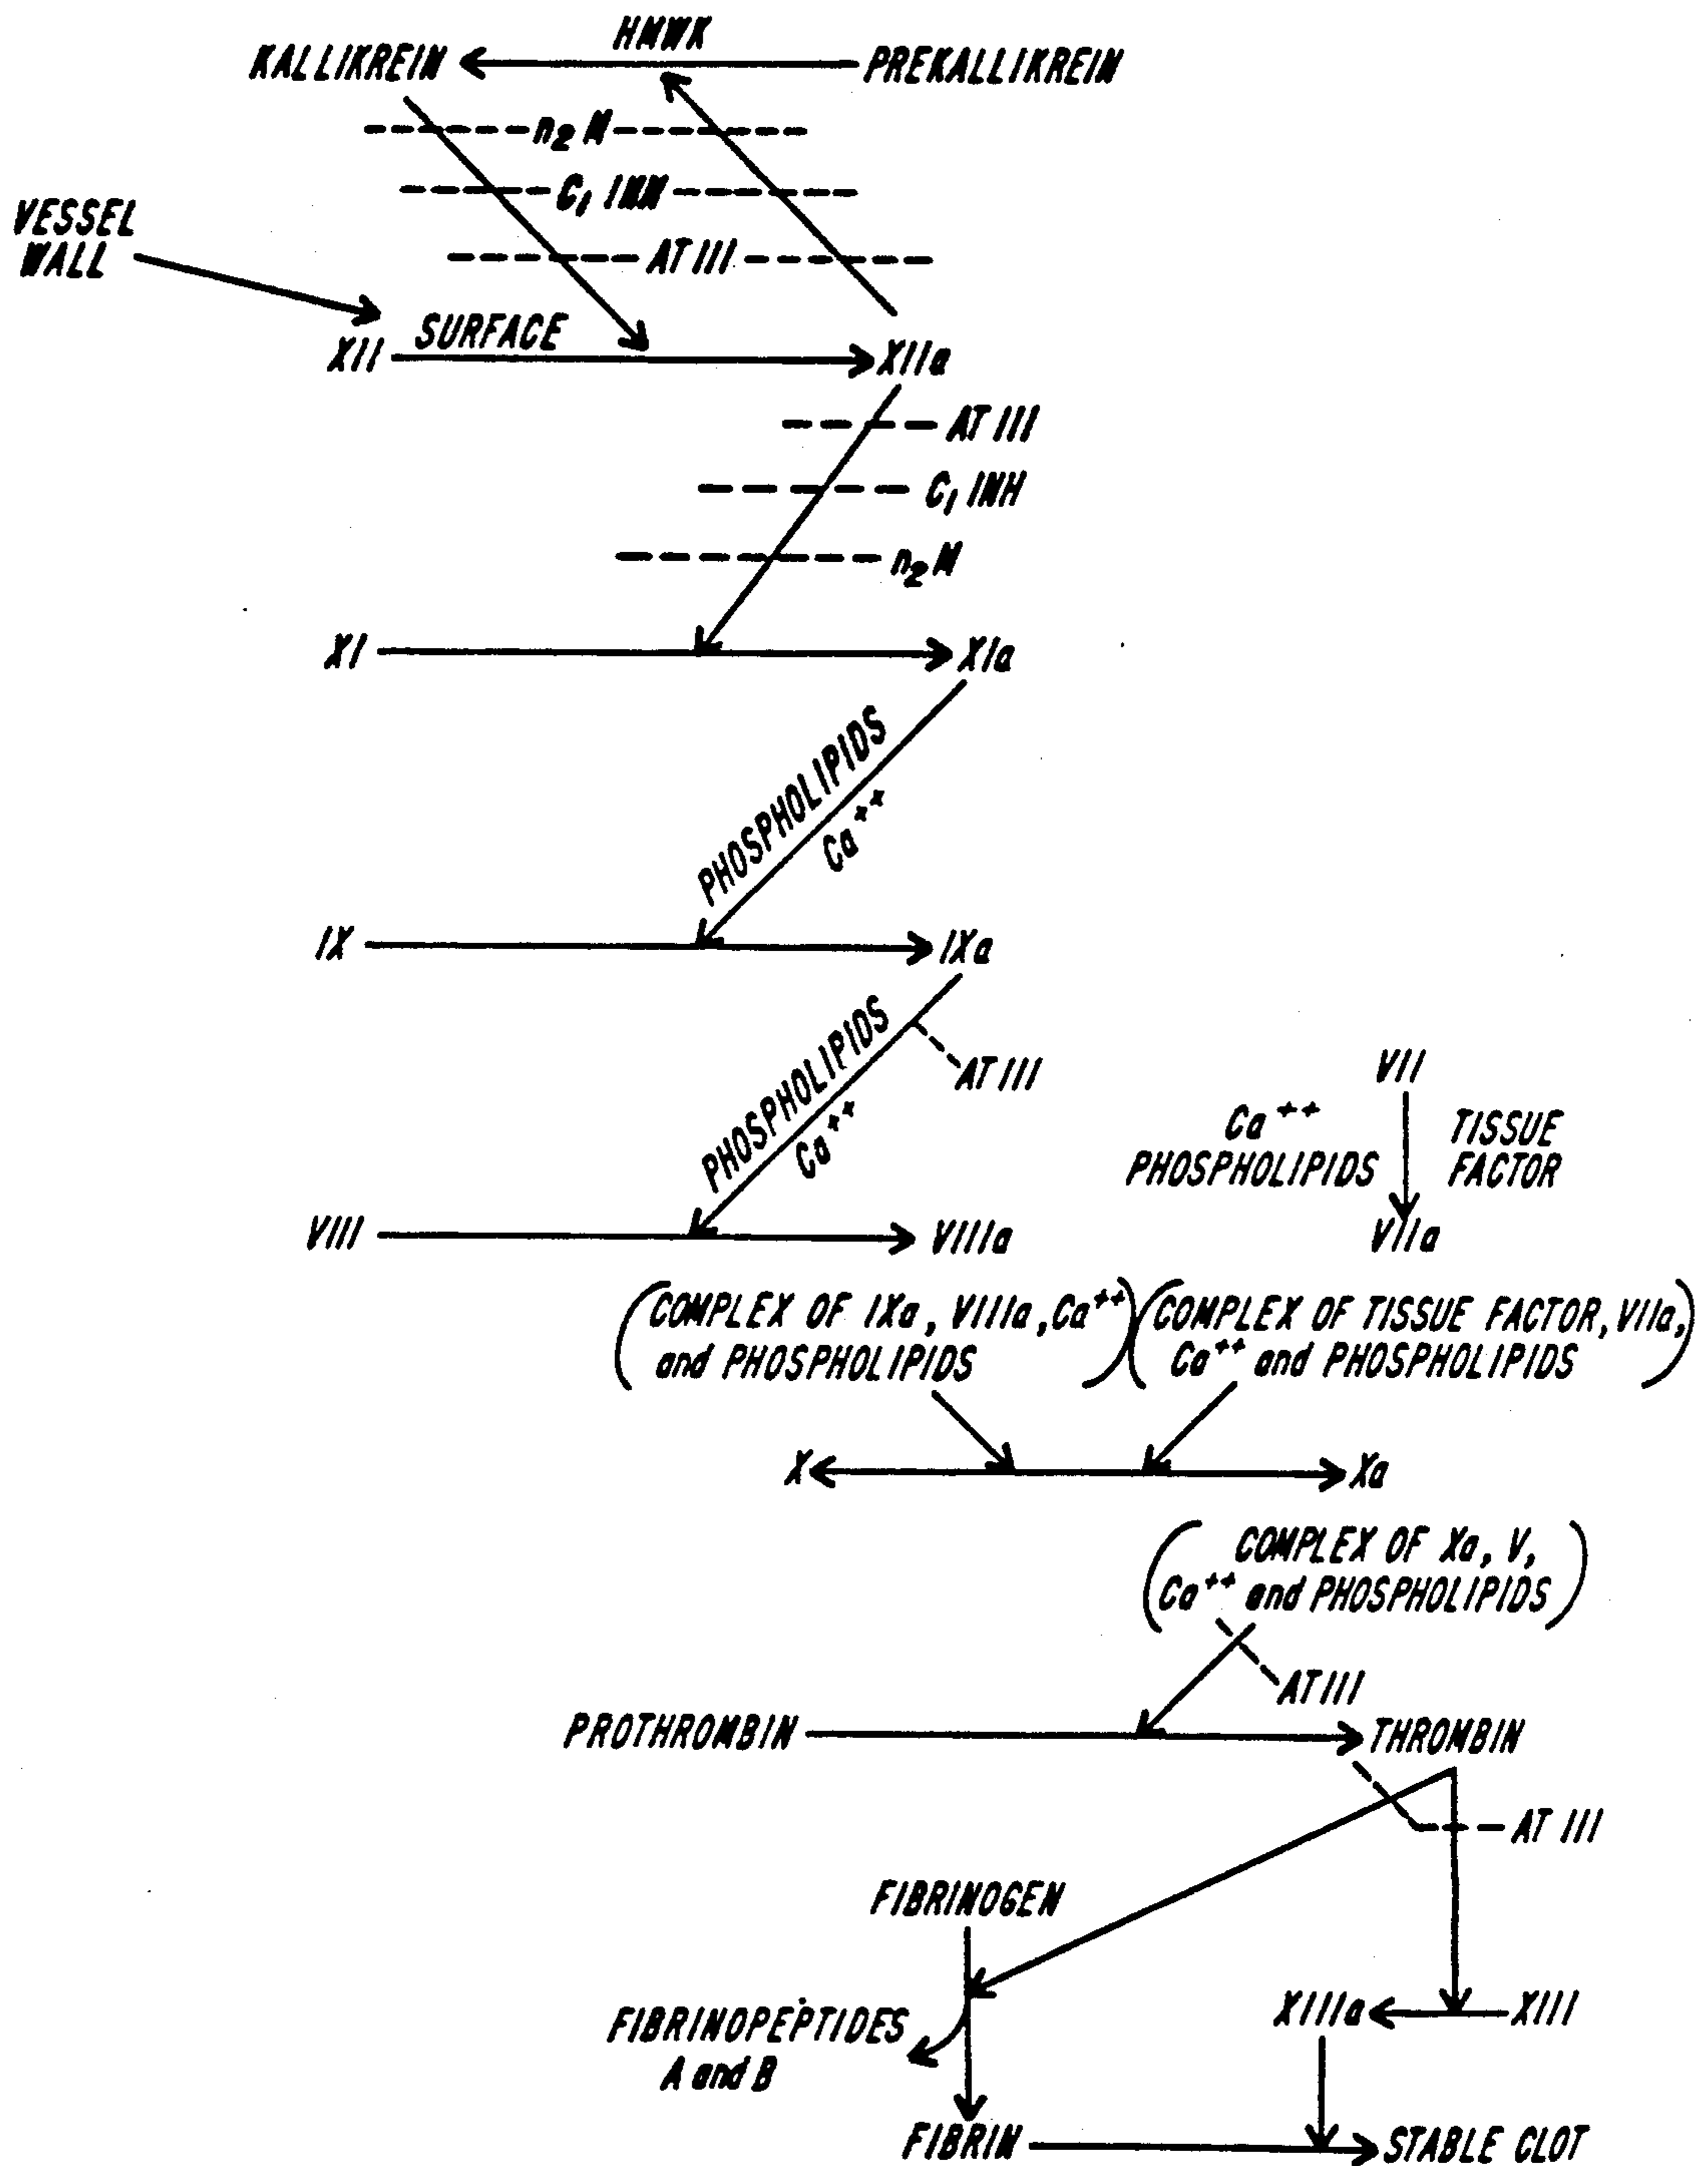 HMWK
KALLIKREIN
PREKALLIKREIN
n2 M
C1 INH
AT III
VESSEL
WALL
SURFACE
XII
XIIa
AT III
C1 INH
n2 M
XI
XIa
PHOSPHOLIPIDS
Ca++
IX
IXa
PHOSPHOLIPIDS
Ca++
AT III
VII
Ca++
PHOSPHOLIPIDS
TISSUE
FACTOR
VIIa
VIII
VIIIa
(COMPLEX OF IXa, VIIIa, Ca++
and PHOSPHOLIPIDS)
(COMPLEX OF TISSUE FACTOR, VIIa,
Ca++ and PHOSPHOLIPIDS)
X
Xa
(COMPLEX OF Xa, V,
Ca++ and PHOSPHOLIPIDS)
AT III
PROTHROMBIN
THROMBIN
AT III
FIBRINOGEN
FIBRINOPEPTIDES
A and B
XIIIa
XIII
FIBRIN
STABLE CLOT